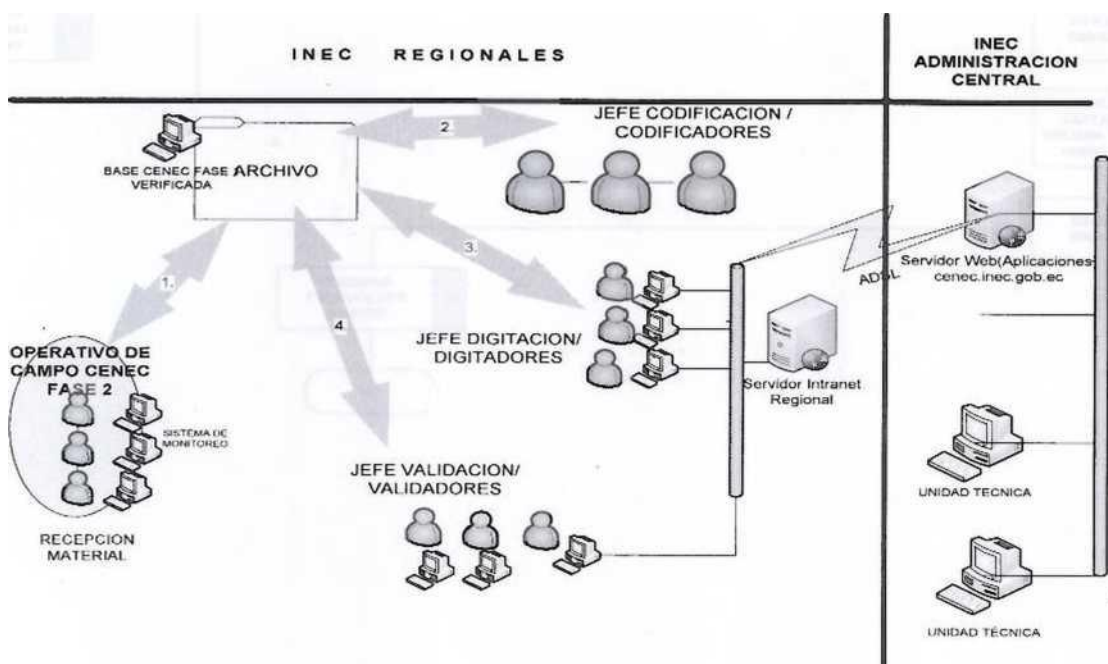 INEC REGIONALES
INEC
ADMINISTRACION
CENTRAL
JEFE CODIFICACION /
CODIFICADORES
2.
BASE CENEC FASE
VERIFICADA
ARCHIVO
1.
3.
4.
OPERATIVO DE
CAMPO CENEC
FASE 2
SISTEMA DE
MONITOREO
RECEPCION
MATERIAL
JEFE DIGITACION/
DIGITADORES
JEFE VALIDACION/
VALIDADORES
Servidor Intranet
Regional
ADSL
Servidor Web(Aplicaciones
cenec.inec.gob.ec
UNIDAD TECNICA
UNIDAD TÉCNICA